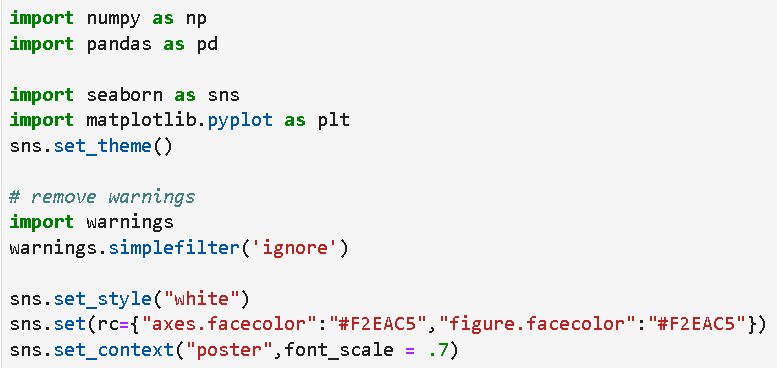 import numpy as np
import pandas as pd

import seaborn as sns
import matplotlib.pyplot as plt
sns.set_theme()

# remove warnings
import warnings
warnings.simplefilter('ignore')

sns.set_style("white")
sns.set(rc={"axes.facecolor":"#F2EAC5","figure.facecolor":"#F2EAC5"})
sns.set_context("poster",font_scale = .7)